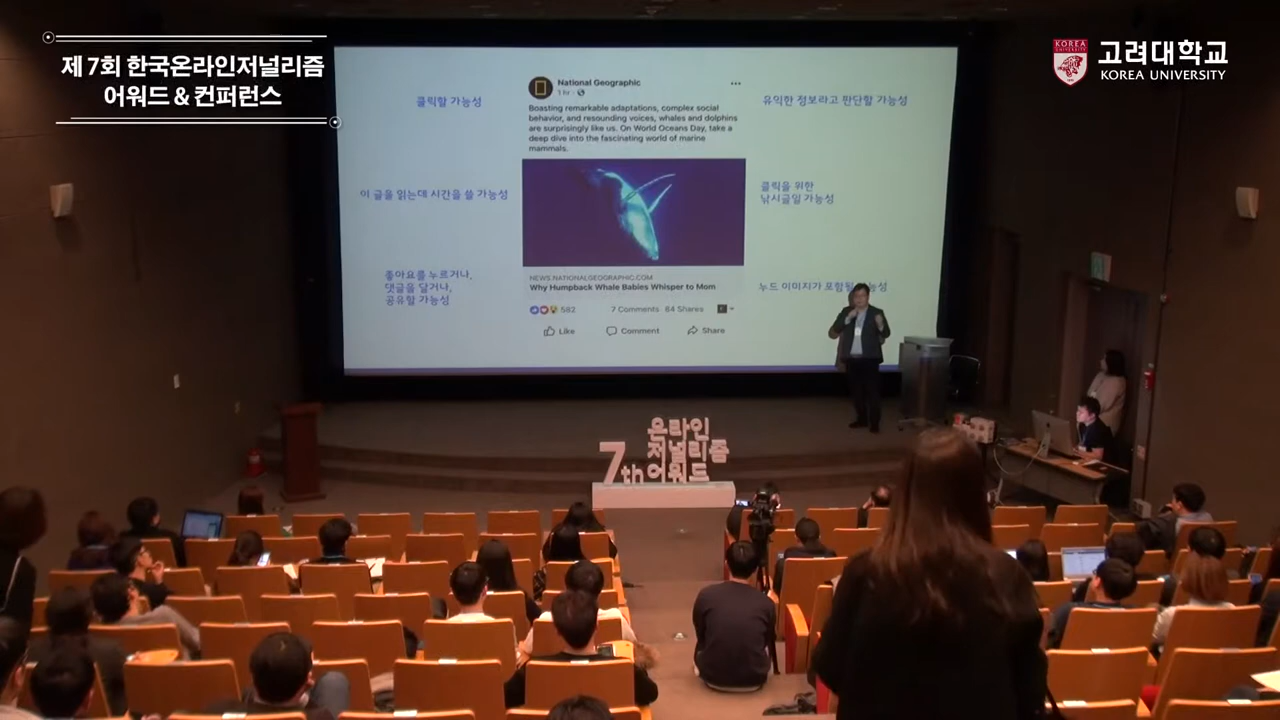 제 7회 한국온라인저널리즘
어워드 & 컨퍼런스
KOREA
고려대학교
KOREA UNIVERSITY
National Geographic
1 hr
클릭할 가능성
유익한 정보라고 판단할 가능성
Boasting remarkable adaptations, complex social
behavior, and resounding voices, whales and dolphins
are surprisingly like us. On World Oceans Day, take a
deep dive into the fascinating world of marine
mammals.
이 글을 읽는데 시간을 쓸 가능성
클릭을 위한
낚시글일 가능성
좋아요를 누르거나,
댓글을 달거나,
공유할 가능성
NEWS.NATIONALGEOGRAPHIC.COM
Why Humpback Whale Babies Whisper to Mom
누드 이미지가 포함될 가능성
582
7 Comments 84 Shares
Like Comment Share
7th
온라인
저널리즘
어워드